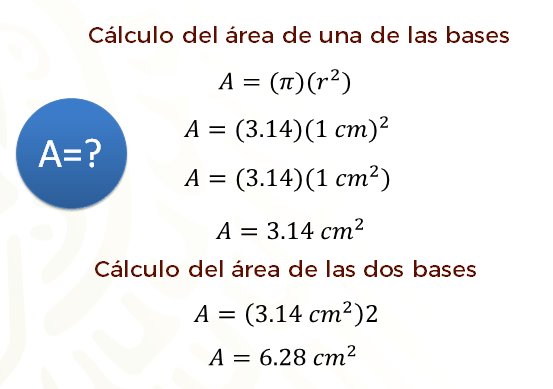 Cálculo del área de una de las bases
A = (π)(r²)
A = (3.14)(1 cm)²
A=?
A = (3.14)(1 cm²)
A = 3.14 cm²
Cálculo del área de las dos bases
A = (3.14 cm²)2
A = 6.28 cm²